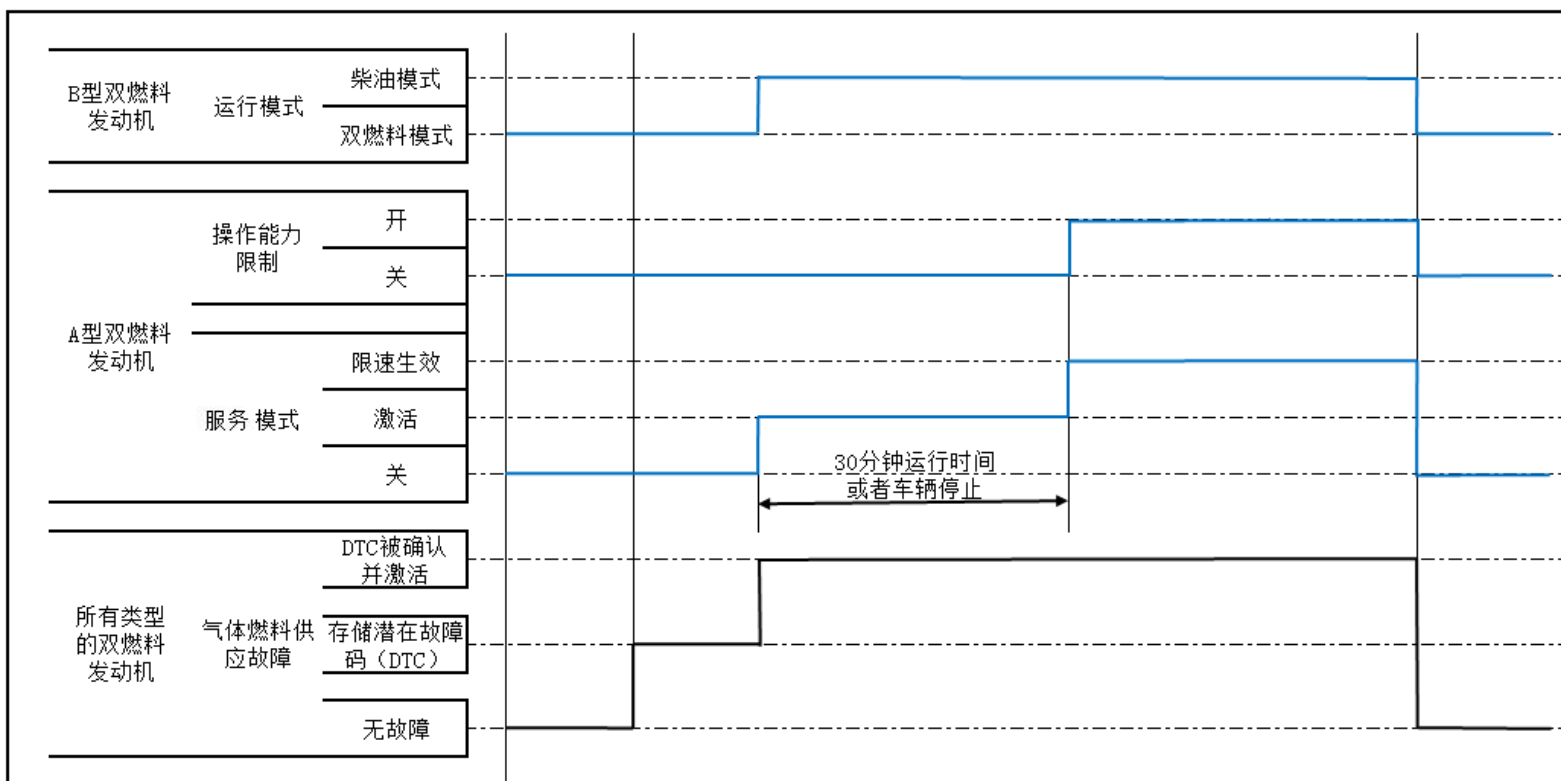 B型双燃料
发动机
运行模式
柴油模式
双燃料模式
A型双燃料
发动机
操作能力
限制
开
关
服务 模式
限速生效
激活
关
30分钟运行时间
或者车辆停止
所有类型
的双燃料
发动机
气体燃料供
应故障
DTC被确认
并激活
存储潜在故障
码（DTC）
无故障